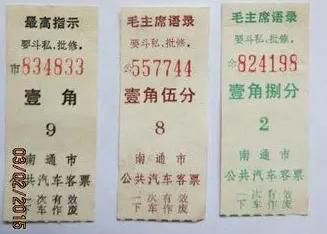 最高指示
要斗私,批修。
市834833
壹角
9
南通市
公共汽车客票
一次有效
下车作废
毛主席语录
要斗私,批修。
公557744
壹角伍分
8
南通市
公共汽车客票
一次有效
下车作废
毛主席语录
要斗私,批修。
公824198
壹角捌分
2
南通市
公共汽车客票
一次有效
下车作废
03/02/2015